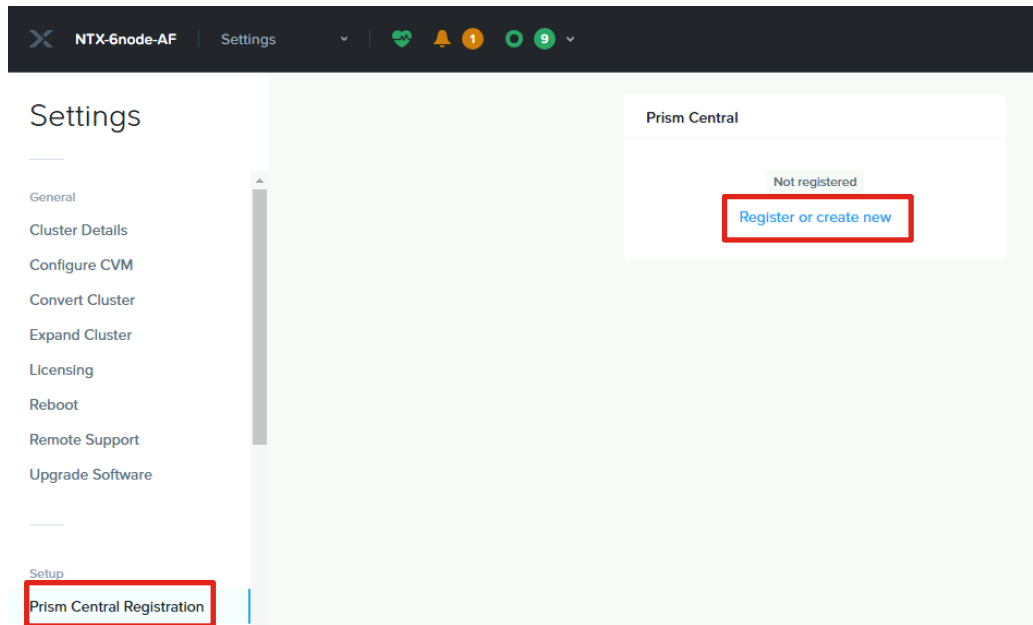 NTX-6node-AF Settings 1 9
Settings
General
Cluster Details
Configure CVM
Convert Cluster
Expand Cluster
Licensing
Reboot
Remote Support
Upgrade Software
Setup
Prism Central Registration
Prism Central
Not registered
Register or create new